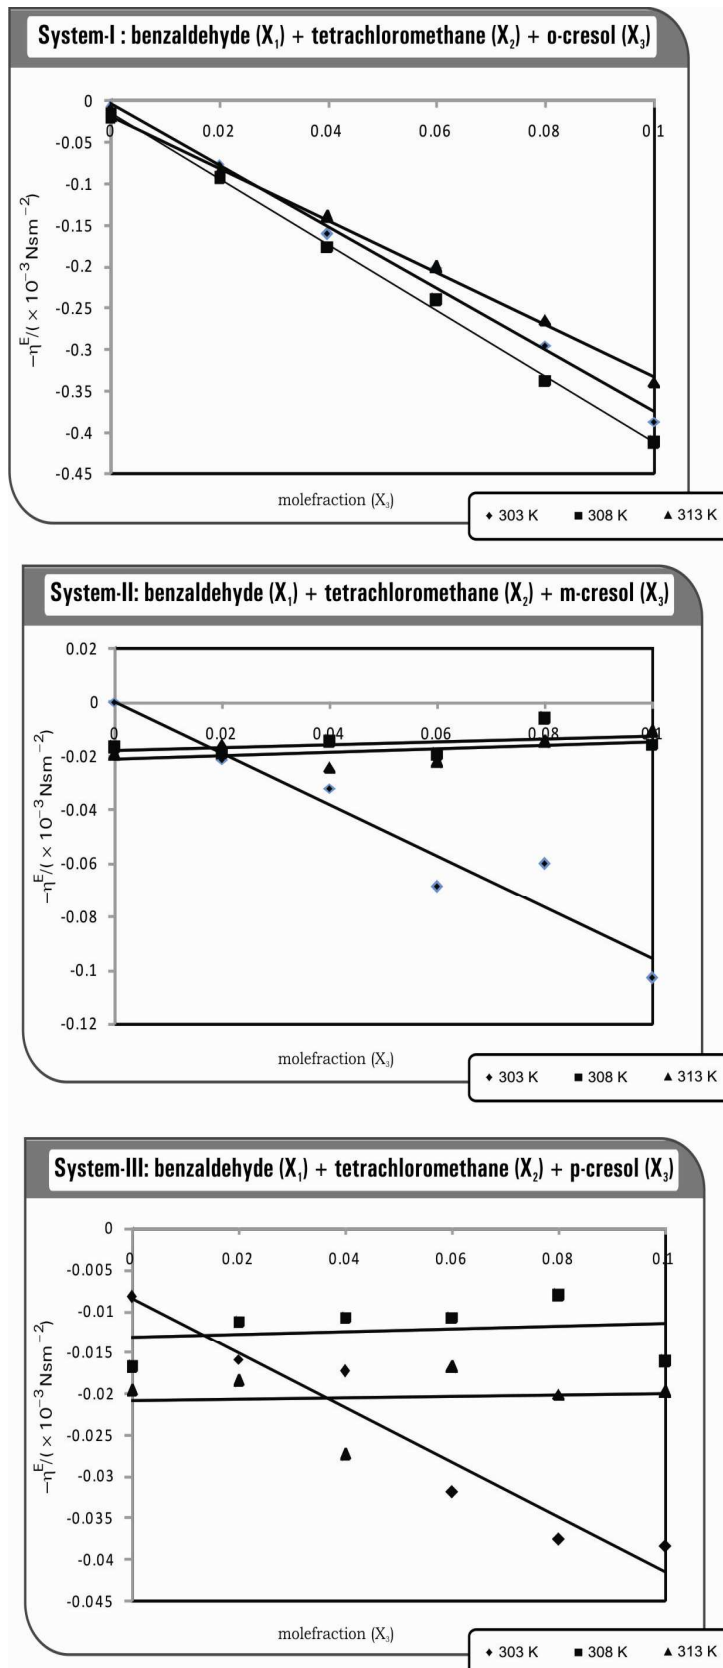 System-I : benzaldehyde (X₁) + tetrachloromethane (X₂) + o-cresol (X₃)
0
0 0.02 0.04 0.06 0.08 0.1
-0.05
-0.1
-0.15
-0.2
-0.25
-0.3
-0.35
-0.4
-0.45
−η^E/(×10⁻³ Nsm⁻²)
molefraction (X₃)
303 K 308 K 313 K
System-II: benzaldehyde (X₁) + tetrachloromethane (X₂) + m-cresol (X₃)
0.02
0
0 0.02 0.04 0.06 0.08 0.1
-0.02
-0.04
-0.06
-0.08
-0.1
-0.12
−η^E/(×10⁻³ Nsm⁻²)
molefraction (X₃)
303 K 308 K 313 K
System-III: benzaldehyde (X₁) + tetrachloromethane (X₂) + p-cresol (X₃)
0
0 0.02 0.04 0.06 0.08 0.1
-0.005
-0.01
-0.015
-0.02
-0.025
-0.03
-0.035
-0.04
-0.045
−η^E/(×10⁻³ Nsm⁻²)
molefraction (X₃)
303 K 308 K 313 K